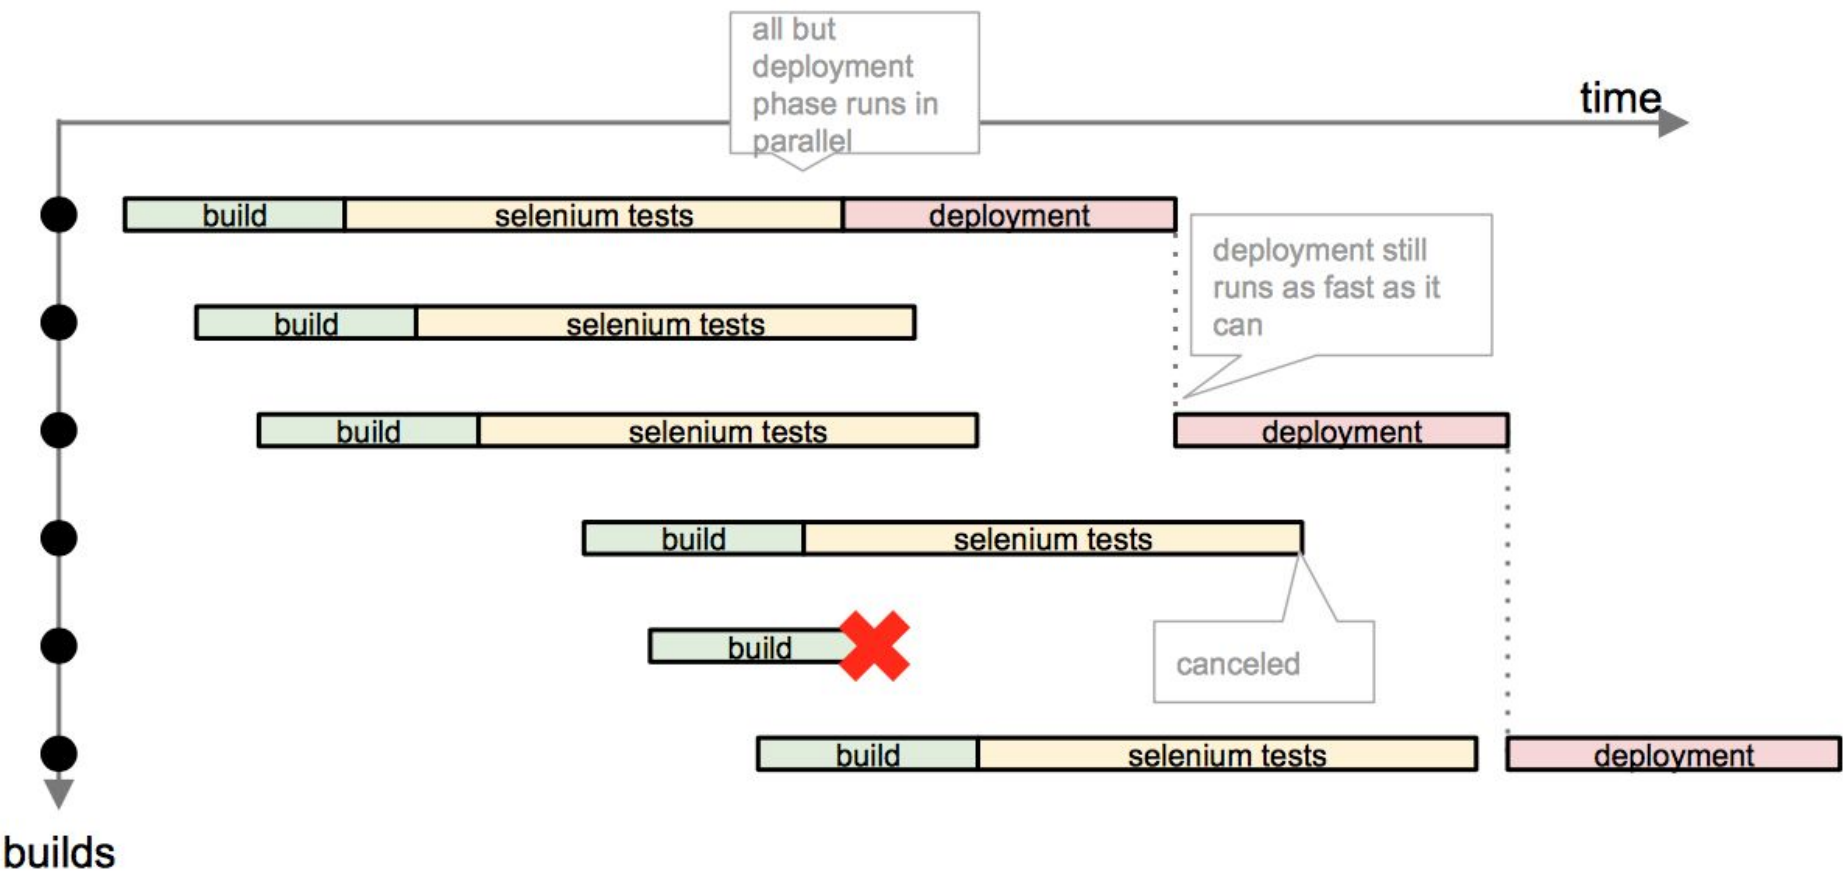 all but
deployment
phase runs in
parallel
time
build selenium tests deployment
deployment still
runs as fast as it
can
build selenium tests
build selenium tests deployment
build selenium tests
build
canceled
build selenium tests deployment
builds